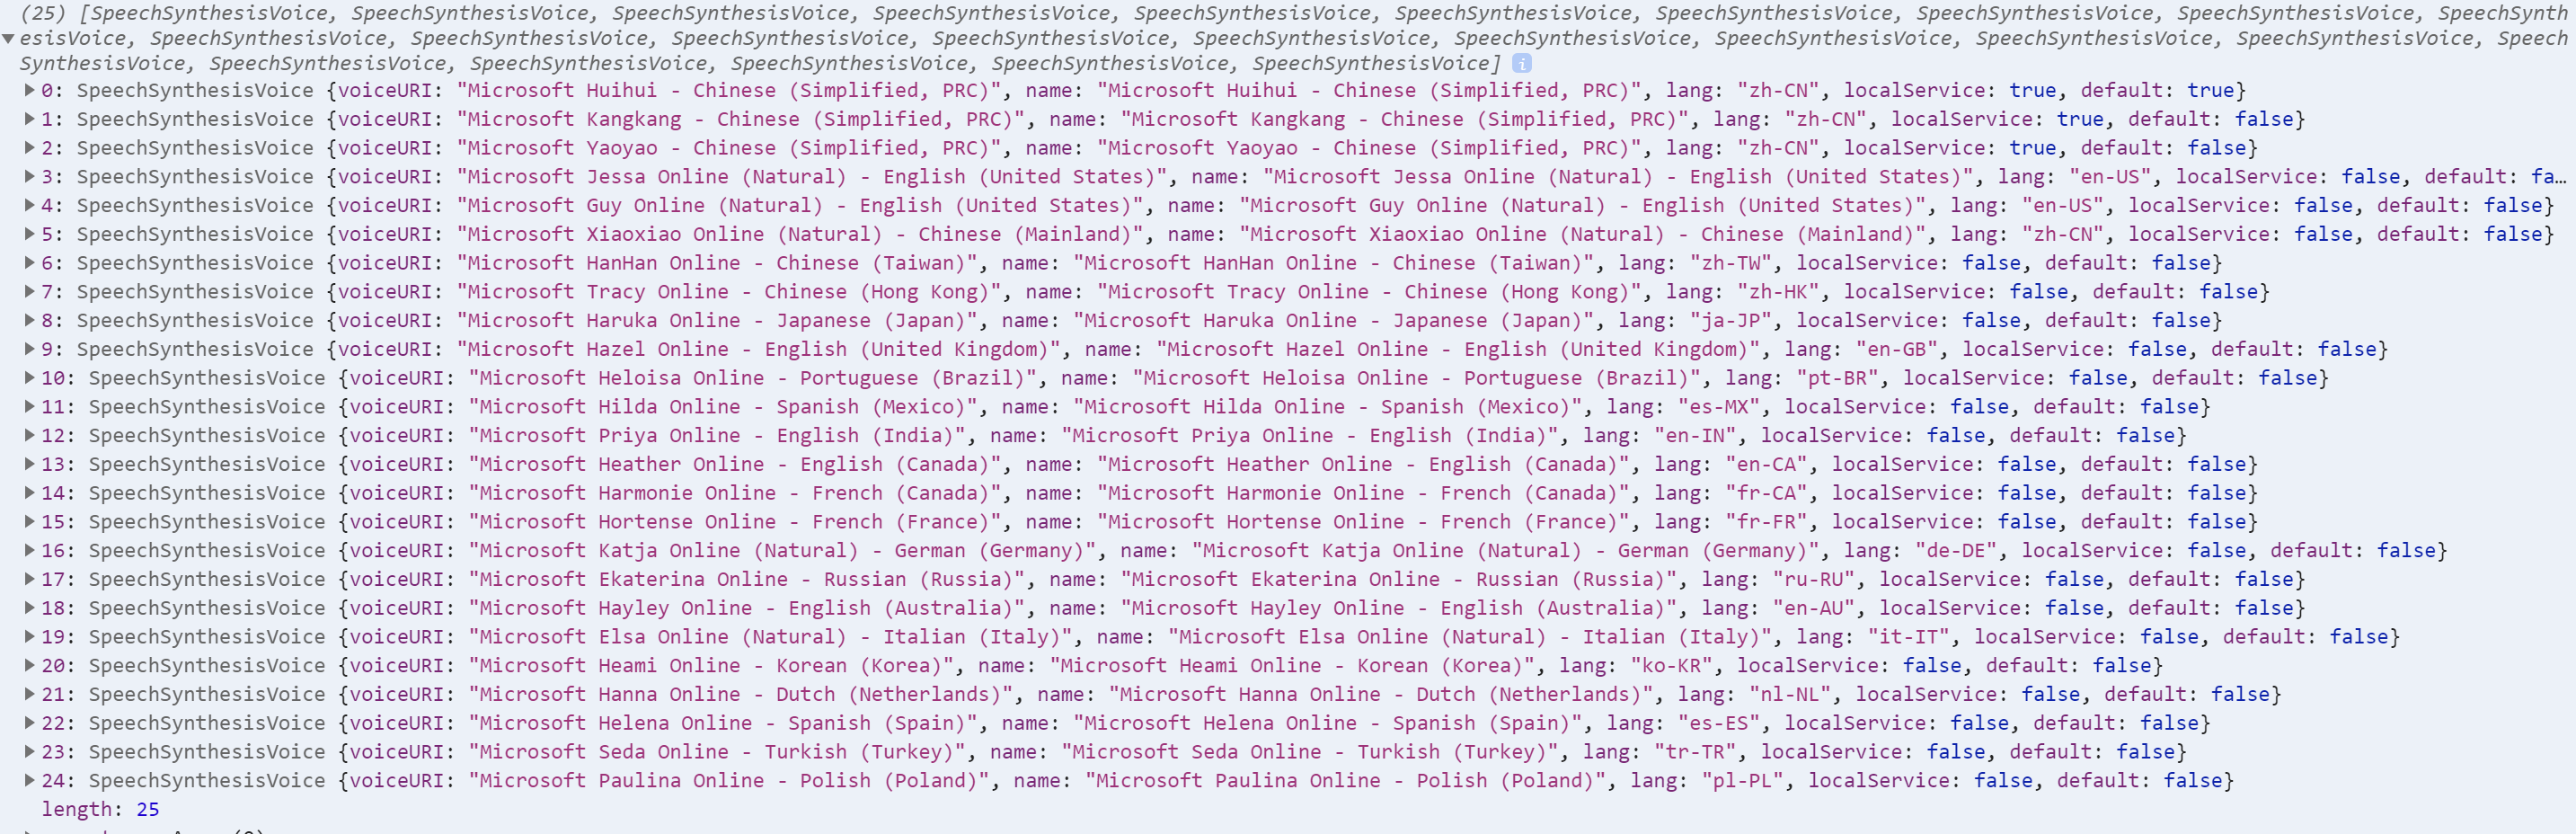 (25) [SpeechSynthesisVoice, SpeechSynthesisVoice, SpeechSynthesisVoice, SpeechSynthesisVoice, SpeechSynthesisVoice, SpeechSynthesisVoice, SpeechSynthesisVoice, SpeechSynthesisVoice, SpeechSynthesisVoice, SpeechSynth
esisVoice, SpeechSynthesisVoice, SpeechSynthesisVoice, SpeechSynthesisVoice, SpeechSynthesisVoice, SpeechSynthesisVoice, SpeechSynthesisVoice, SpeechSynthesisVoice, SpeechSynthesisVoice, SpeechSynthesisVoice, Speech
SynthesisVoice, SpeechSynthesisVoice, SpeechSynthesisVoice, SpeechSynthesisVoice, SpeechSynthesisVoice, SpeechSynthesisVoice] i
0: SpeechSynthesisVoice {voiceURI: "Microsoft Huihui - Chinese (Simplified, PRC)", name: "Microsoft Huihui - Chinese (Simplified, PRC)", lang: "zh-CN", localService: true, default: true}
1: SpeechSynthesisVoice {voiceURI: "Microsoft Kangkang - Chinese (Simplified, PRC)", name: "Microsoft Kangkang - Chinese (Simplified, PRC)", lang: "zh-CN", localService: true, default: false}
2: SpeechSynthesisVoice {voiceURI: "Microsoft Yaoyao - Chinese (Simplified, PRC)", name: "Microsoft Yaoyao - Chinese (Simplified, PRC)", lang: "zh-CN", localService: true, default: false}
3: SpeechSynthesisVoice {voiceURI: "Microsoft Jessa Online (Natural) - English (United States)", name: "Microsoft Jessa Online (Natural) - English (United States)", lang: "en-US", localService: false, default: fa…
4: SpeechSynthesisVoice {voiceURI: "Microsoft Guy Online (Natural) - English (United States)", name: "Microsoft Guy Online (Natural) - English (United States)", lang: "en-US", localService: false, default: false}
5: SpeechSynthesisVoice {voiceURI: "Microsoft Xiaoxiao Online (Natural) - Chinese (Mainland)", name: "Microsoft Xiaoxiao Online (Natural) - Chinese (Mainland)", lang: "zh-CN", localService: false, default: false}
6: SpeechSynthesisVoice {voiceURI: "Microsoft HanHan Online - Chinese (Taiwan)", name: "Microsoft HanHan Online - Chinese (Taiwan)", lang: "zh-TW", localService: false, default: false}
7: SpeechSynthesisVoice {voiceURI: "Microsoft Tracy Online - Chinese (Hong Kong)", name: "Microsoft Tracy Online - Chinese (Hong Kong)", lang: "zh-HK", localService: false, default: false}
8: SpeechSynthesisVoice {voiceURI: "Microsoft Haruka Online - Japanese (Japan)", name: "Microsoft Haruka Online - Japanese (Japan)", lang: "ja-JP", localService: false, default: false}
9: SpeechSynthesisVoice {voiceURI: "Microsoft Hazel Online - English (United Kingdom)", name: "Microsoft Hazel Online - English (United Kingdom)", lang: "en-GB", localService: false, default: false}
10: SpeechSynthesisVoice {voiceURI: "Microsoft Heloisa Online - Portuguese (Brazil)", name: "Microsoft Heloisa Online - Portuguese (Brazil)", lang: "pt-BR", localService: false, default: false}
11: SpeechSynthesisVoice {voiceURI: "Microsoft Hilda Online - Spanish (Mexico)", name: "Microsoft Hilda Online - Spanish (Mexico)", lang: "es-MX", localService: false, default: false}
12: SpeechSynthesisVoice {voiceURI: "Microsoft Priya Online - English (India)", name: "Microsoft Priya Online - English (India)", lang: "en-IN", localService: false, default: false}
13: SpeechSynthesisVoice {voiceURI: "Microsoft Heather Online - English (Canada)", name: "Microsoft Heather Online - English (Canada)", lang: "en-CA", localService: false, default: false}
14: SpeechSynthesisVoice {voiceURI: "Microsoft Harmonie Online - French (Canada)", name: "Microsoft Harmonie Online - French (Canada)", lang: "fr-CA", localService: false, default: false}
15: SpeechSynthesisVoice {voiceURI: "Microsoft Hortense Online - French (France)", name: "Microsoft Hortense Online - French (France)", lang: "fr-FR", localService: false, default: false}
16: SpeechSynthesisVoice {voiceURI: "Microsoft Katja Online (Natural) - German (Germany)", name: "Microsoft Katja Online (Natural) - German (Germany)", lang: "de-DE", localService: false, default: false}
17: SpeechSynthesisVoice {voiceURI: "Microsoft Ekaterina Online - Russian (Russia)", name: "Microsoft Ekaterina Online - Russian (Russia)", lang: "ru-RU", localService: false, default: false}
18: SpeechSynthesisVoice {voiceURI: "Microsoft Hayley Online - English (Australia)", name: "Microsoft Hayley Online - English (Australia)", lang: "en-AU", localService: false, default: false}
19: SpeechSynthesisVoice {voiceURI: "Microsoft Elsa Online (Natural) - Italian (Italy)", name: "Microsoft Elsa Online (Natural) - Italian (Italy)", lang: "it-IT", localService: false, default: false}
20: SpeechSynthesisVoice {voiceURI: "Microsoft Heami Online - Korean (Korea)", name: "Microsoft Heami Online - Korean (Korea)", lang: "ko-KR", localService: false, default: false}
21: SpeechSynthesisVoice {voiceURI: "Microsoft Hanna Online - Dutch (Netherlands)", name: "Microsoft Hanna Online - Dutch (Netherlands)", lang: "nl-NL", localService: false, default: false}
22: SpeechSynthesisVoice {voiceURI: "Microsoft Helena Online - Spanish (Spain)", name: "Microsoft Helena Online - Spanish (Spain)", lang: "es-ES", localService: false, default: false}
23: SpeechSynthesisVoice {voiceURI: "Microsoft Seda Online - Turkish (Turkey)", name: "Microsoft Seda Online - Turkish (Turkey)", lang: "tr-TR", localService: false, default: false}
24: SpeechSynthesisVoice {voiceURI: "Microsoft Paulina Online - Polish (Poland)", name: "Microsoft Paulina Online - Polish (Poland)", lang: "pl-PL", localService: false, default: false}
length: 25